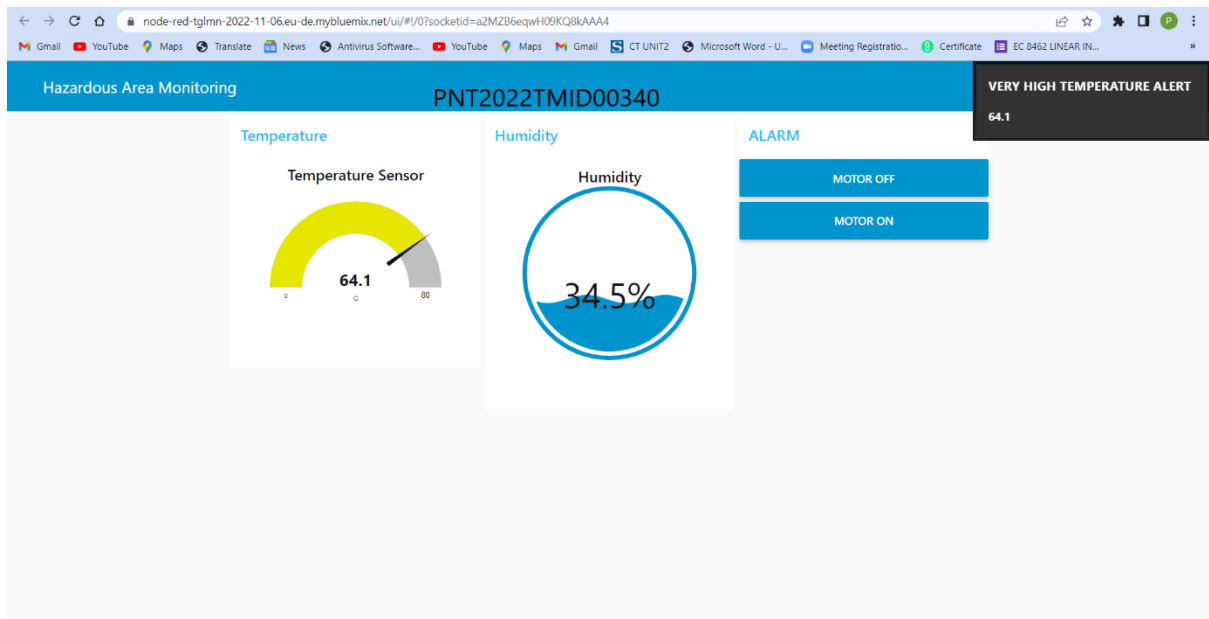 node-red-tglmn-2022-11-06.eu-de.mybluemix.net/ui/#!/0?socketid=a2MZB6eqwH09KQ8kAAA4
P
Gmail YouTube Maps Translate News Antivirus Software... YouTube Maps Gmail CT UNIT2 Microsoft Word - U... Meeting Registratio... Certificate EC 8462 LINEAR IN... »
Hazardous Area Monitoring
PNT2022TMID00340
VERY HIGH TEMPERATURE ALERT
64.1
Temperature
Temperature Sensor
64.1
0 C 80
Humidity
Humidity
34.5%
ALARM
MOTOR OFF
MOTOR ON